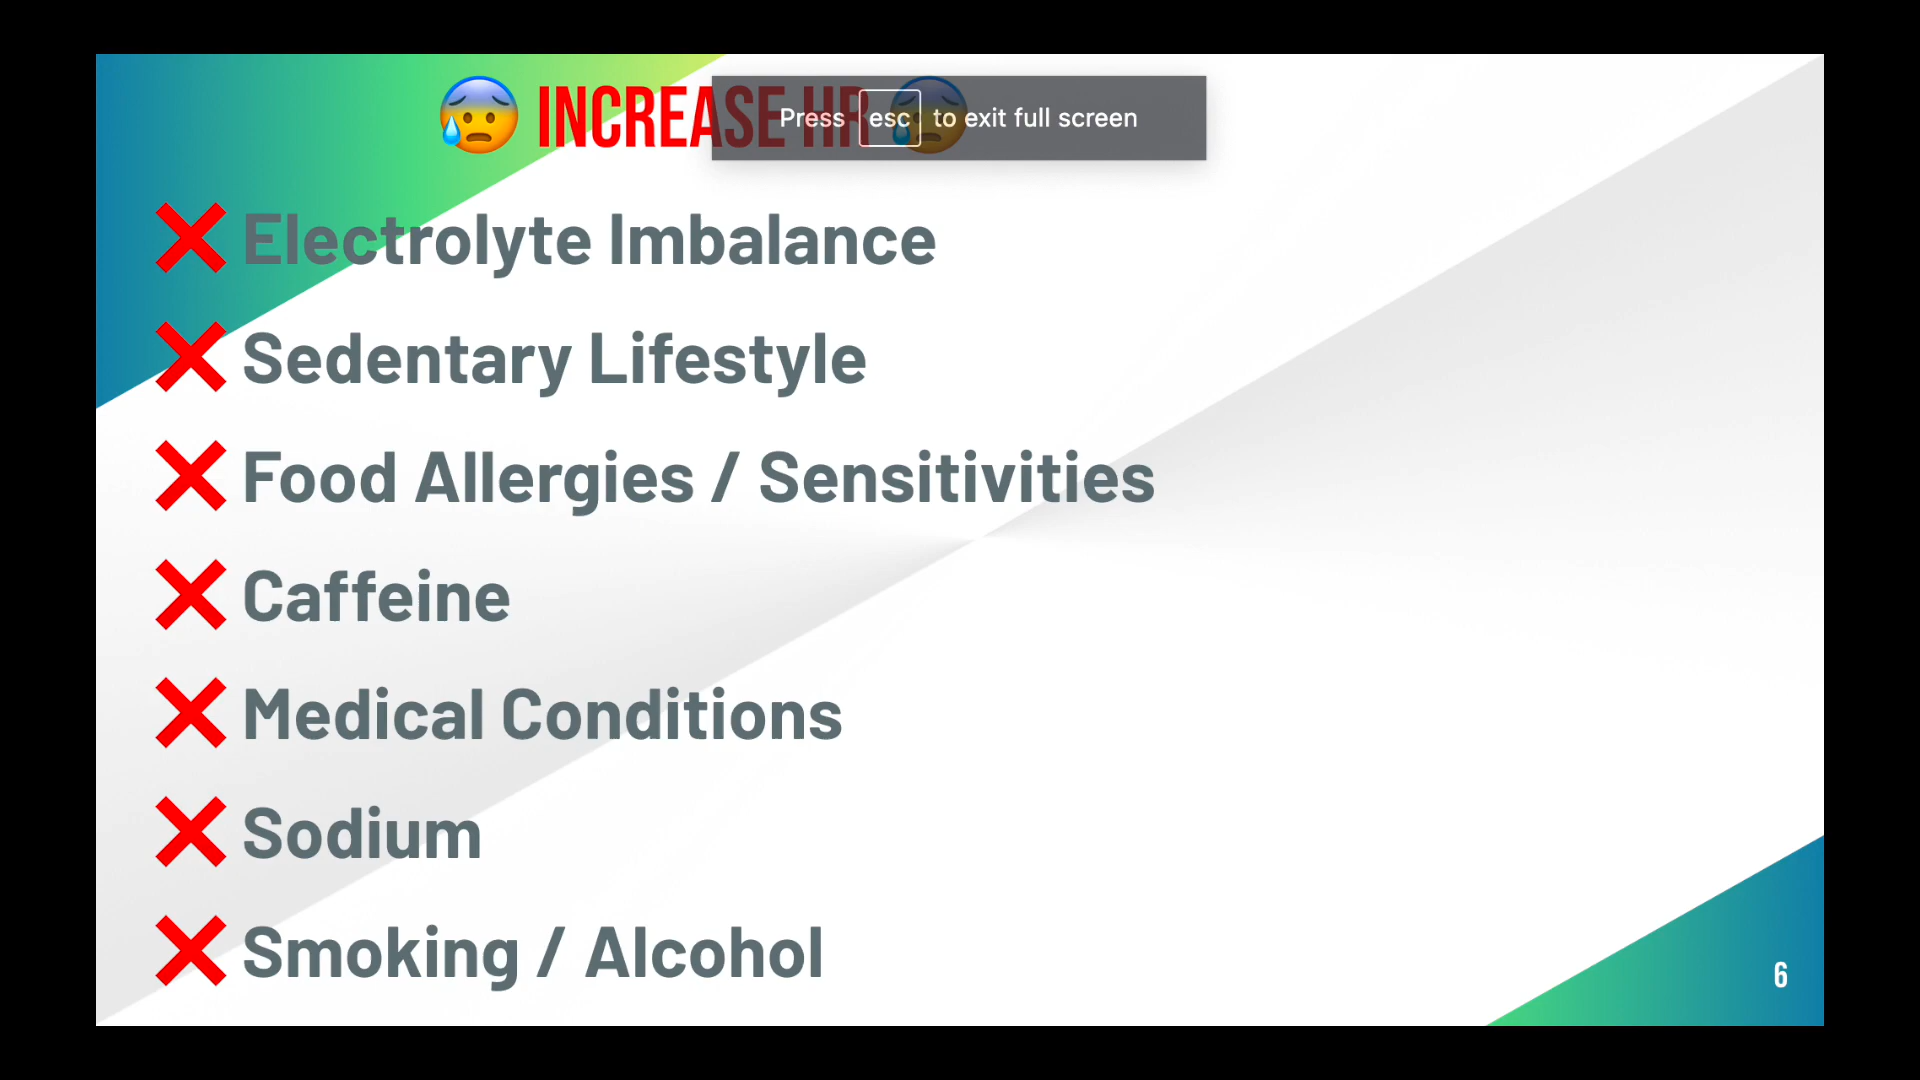 😰 INCREASE HR 😰
Press esc to exit full screen
❌ Electrolyte Imbalance
❌ Sedentary Lifestyle
❌ Food Allergies / Sensitivities
❌ Caffeine
❌ Medical Conditions
❌ Sodium
❌ Smoking / Alcohol
6